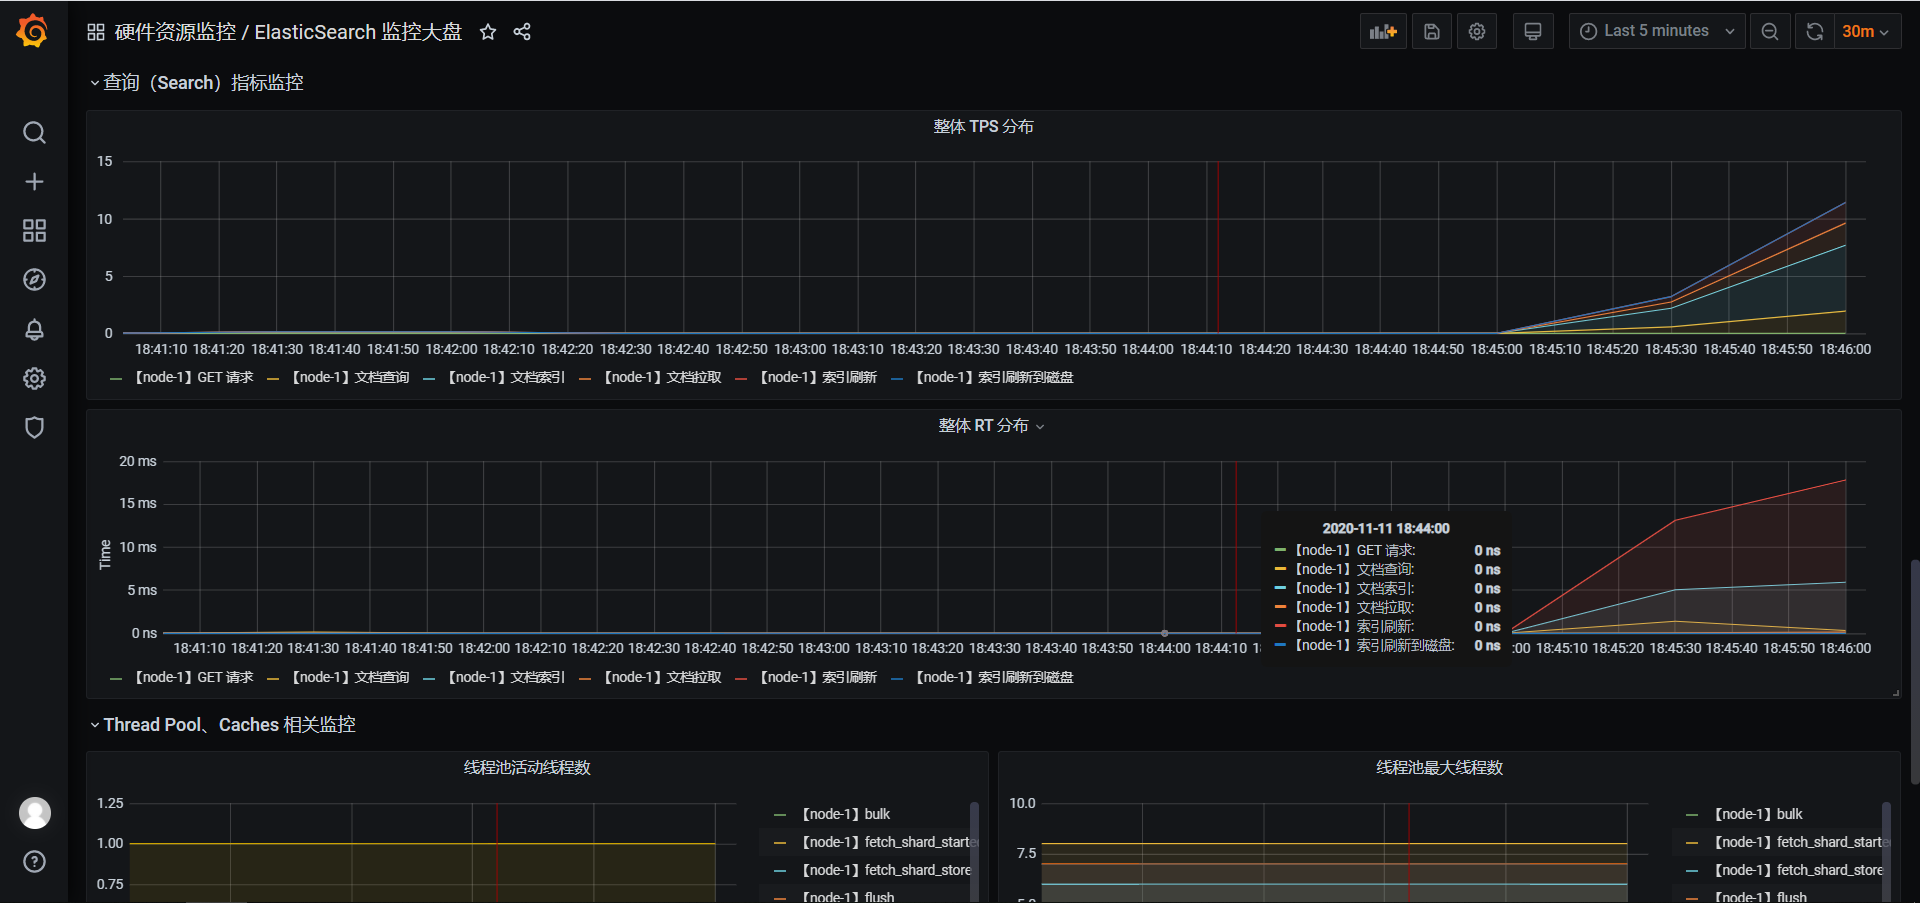 硬件资源监控 / ElasticSearch 监控大盘
Last 5 minutes
30m
查询（Search）指标监控
整体 TPS 分布
15
10
5
0
18:41:10 18:41:20 18:41:30 18:41:40 18:41:50 18:42:00 18:42:10 18:42:20 18:42:30 18:42:40 18:42:50 18:43:00 18:43:10 18:43:20 18:43:30 18:43:40 18:43:50 18:44:00 18:44:10 18:44:20 18:44:30 18:44:40 18:44:50 18:45:00 18:45:10 18:45:20 18:45:30 18:45:40 18:45:50 18:46:00
【node-1】GET 请求 【node-1】文档查询 【node-1】文档索引 【node-1】文档拉取 【node-1】索引刷新 【node-1】索引刷新到磁盘
整体 RT 分布
Time
20 ms
15 ms
10 ms
5 ms
0 ns
2020-11-11 18:44:00
【node-1】GET 请求: 0 ns
【node-1】文档查询: 0 ns
【node-1】文档索引: 0 ns
【node-1】文档拉取: 0 ns
【node-1】索引刷新: 0 ns
【node-1】索引刷新到磁盘: 0 ns
18:41:10 18:41:20 18:41:30 18:41:40 18:41:50 18:42:00 18:42:10 18:42:20 18:42:30 18:42:40 18:42:50 18:43:00 18:43:10 18:43:20 18:43:30 18:43:40 18:43:50 18:44:00 18:44:10 1 :00 18:45:10 18:45:20 18:45:30 18:45:40 18:45:50 18:46:00
【node-1】GET 请求 【node-1】文档查询 【node-1】文档索引 【node-1】文档拉取 【node-1】索引刷新 【node-1】索引刷新到磁盘
Thread Pool、Caches 相关监控
线程池活动线程数
1.25
1.00
0.75
【node-1】bulk
【node-1】fetch_shard_starte
【node-1】fetch_shard_store
【node-1】flush
线程池最大线程数
10.0
7.5
5.0
【node-1】bulk
【node-1】fetch_shard_starte
【node-1】fetch_shard_store
【node-1】flush